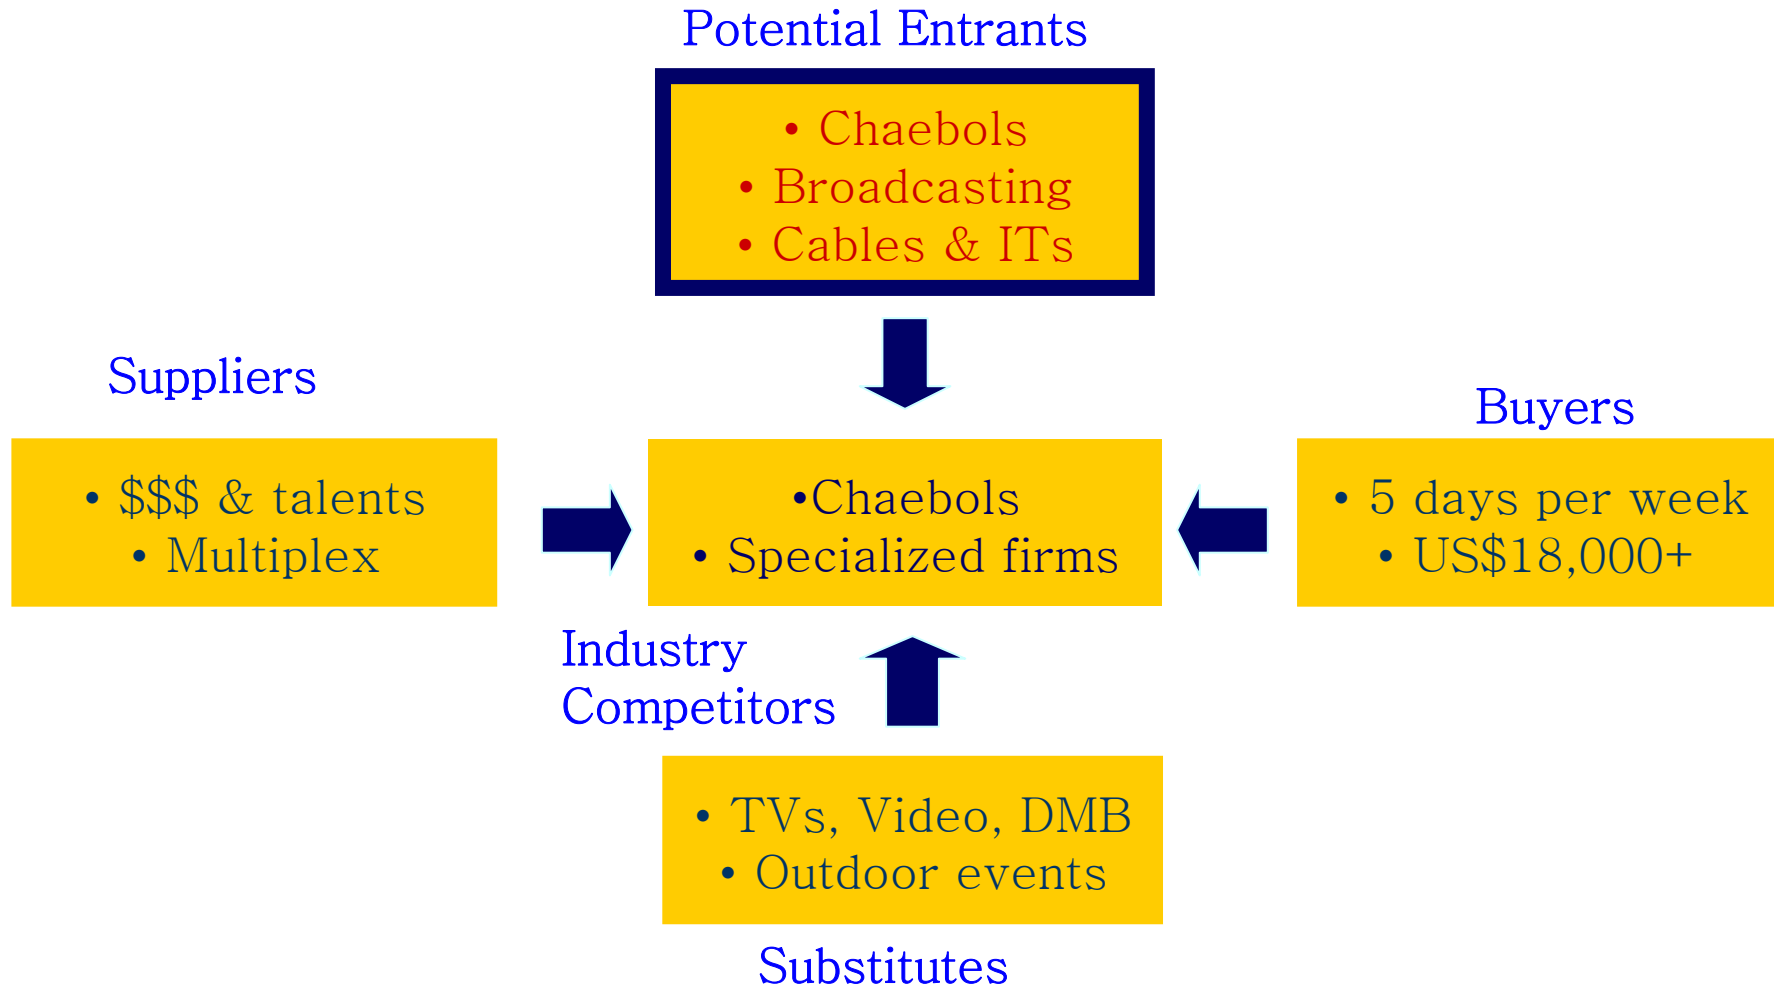 Potential Entrants
• Chaebols
• Broadcasting
• Cables & ITs
Suppliers
• $$$ & talents
• Multiplex
•Chaebols
• Specialized firms
Industry
Competitors
Buyers
• 5 days per week
• US$18,000+
• TVs, Video, DMB
• Outdoor events
Substitutes